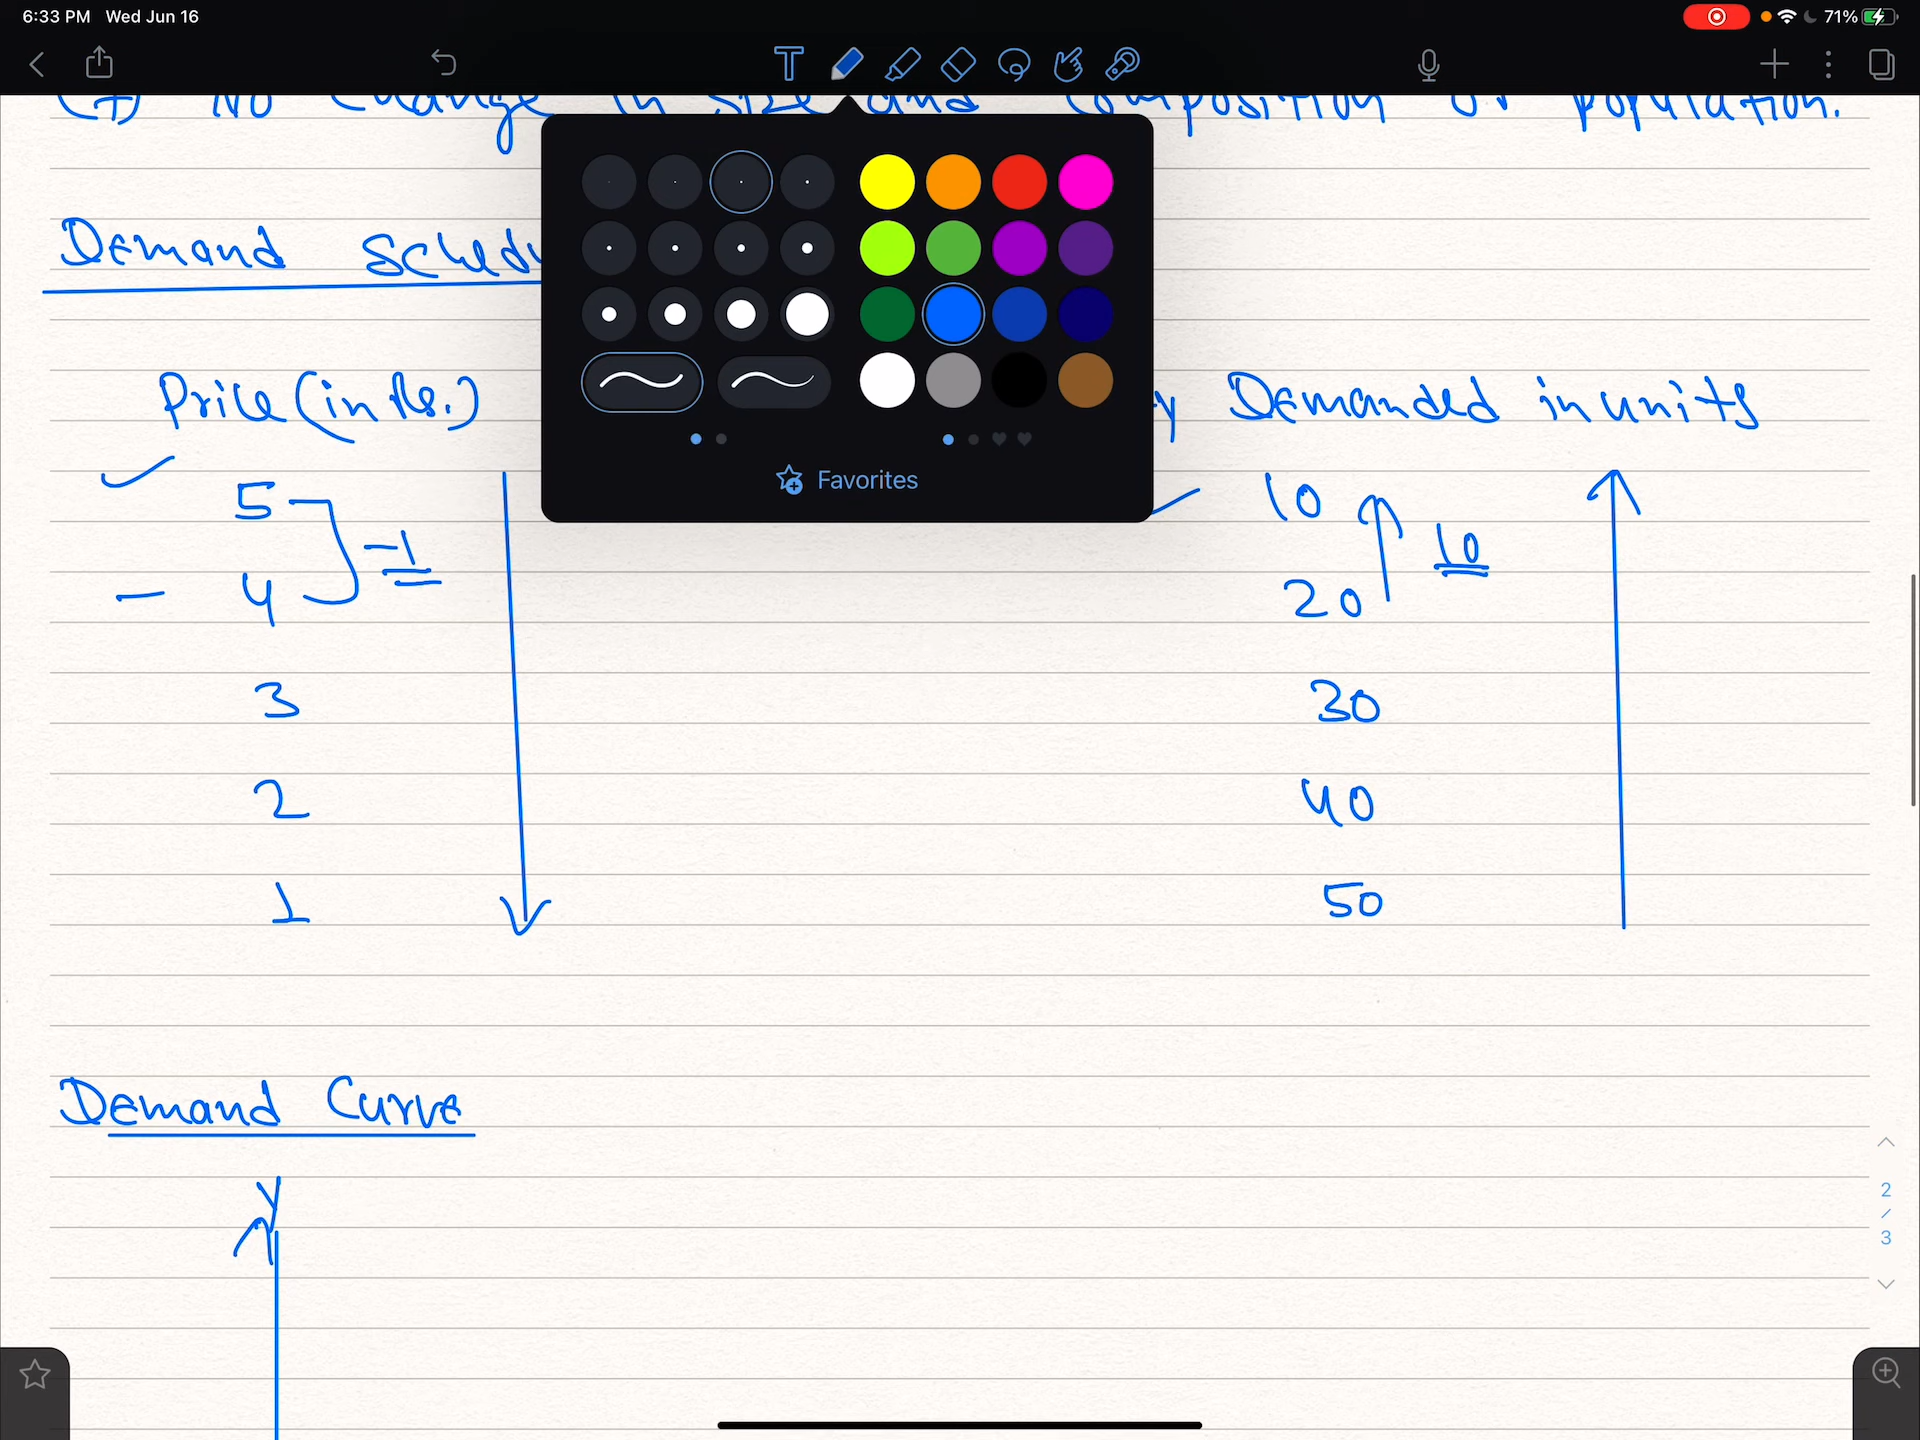 6:33 PM Wed Jun 16 71%
No change in size and composition of population.
Demand
Price (in Rs.) Demanded in units
5 10
-1 10
4 20
3 30
2 40
1 50
Favorites
Demand Curve
Y
2
/
3